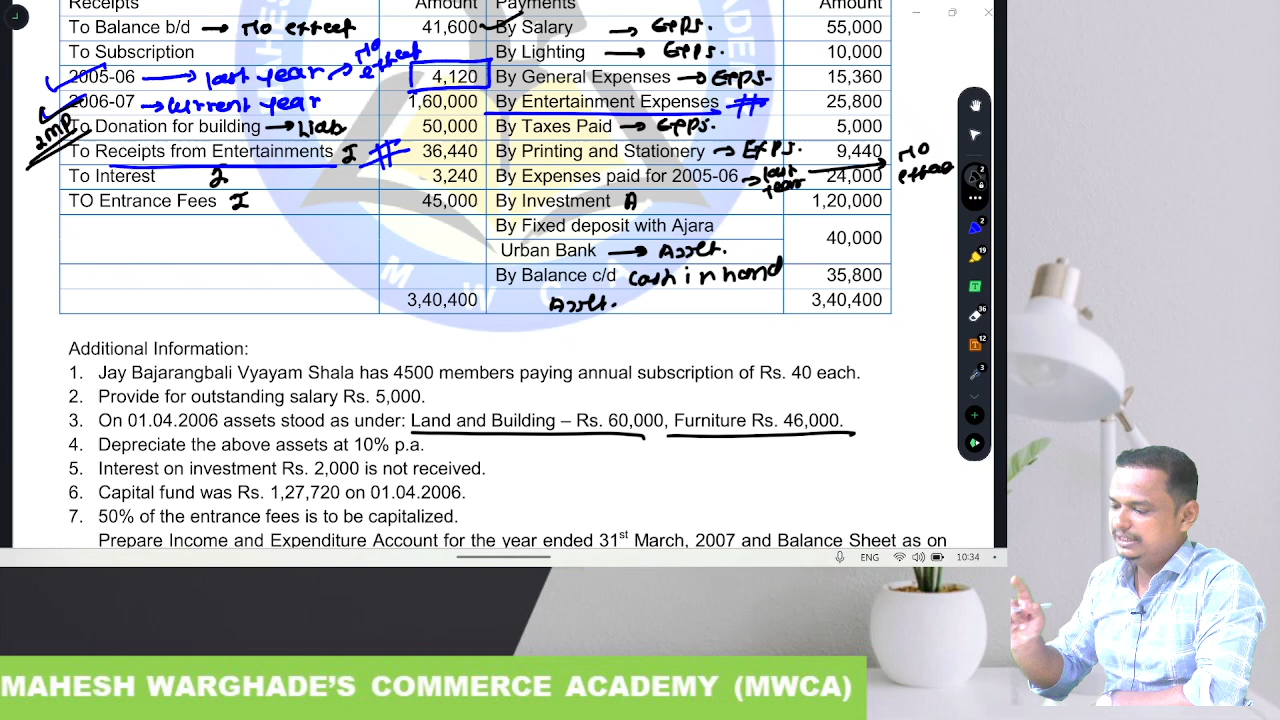 Receipts Amount Payments Amount
To Balance b/d → No effect 41,600 By Salary → Exps. 55,000
To Subscription By Lighting → Exps. 10,000
2005-06 → last year → No effect 4,120 By General Expenses → Exps. 15,360
2006-07 → current year 1,60,000 By Entertainment Expenses # 25,800
Imp To Donation for building → Liab 50,000 By Taxes Paid → Exps. 5,000
To Receipts from Entertainments I # 36,440 By Printing and Stationery → Exps. 9,440
To Interest I 3,240 By Expenses paid for 2005-06 → last year 24,000 → No effect
TO Entrance Fees I 45,000 By Investment A 1,20,000
By Fixed deposit with Ajara
Urban Bank → Asset. 40,000
By Balance c/d cash in hand 35,800
3,40,400 Asset. 3,40,400
Additional Information:
1. Jay Bajarangbali Vyayam Shala has 4500 members paying annual subscription of Rs. 40 each.
2. Provide for outstanding salary Rs. 5,000.
3. On 01.04.2006 assets stood as under: Land and Building – Rs. 60,000, Furniture Rs. 46,000.
4. Depreciate the above assets at 10% p.a.
5. Interest on investment Rs. 2,000 is not received.
6. Capital fund was Rs. 1,27,720 on 01.04.2006.
7. 50% of the entrance fees is to be capitalized.
Prepare Income and Expenditure Account for the year ended 31st March, 2007 and Balance Sheet as on
ENG 10:34
MAHESH WARGHADE'S COMMERCE ACADEMY (MWCA)